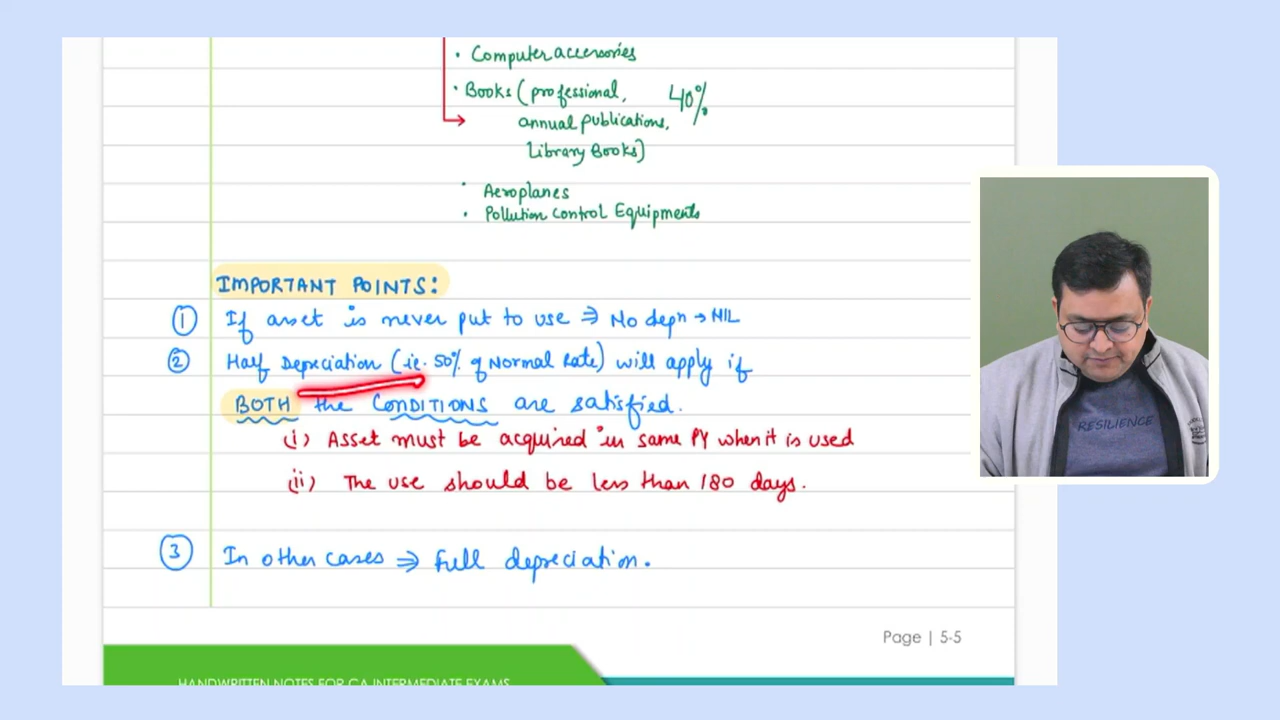 • Computer accessories
• Books (professional, 40%
annual publications,
Library Books)
• Aeroplanes
• Pollution Control Equipments
IMPORTANT POINTS:
① If asset is never put to use ⇒ No depⁿ → NIL
② Half Depreciation (i.e. 50% of Normal Rate) will apply if
BOTH the CONDITIONS are satisfied.
(i) Asset must be acquired in same PY when it is used
(ii) The use should be less than 180 days.
③ In other cases ⇒ Full depreciation.
Page | 5-5
HANDWRITTEN NOTES FOR CA INTERMEDIATE EXAMS
RESILIENCE